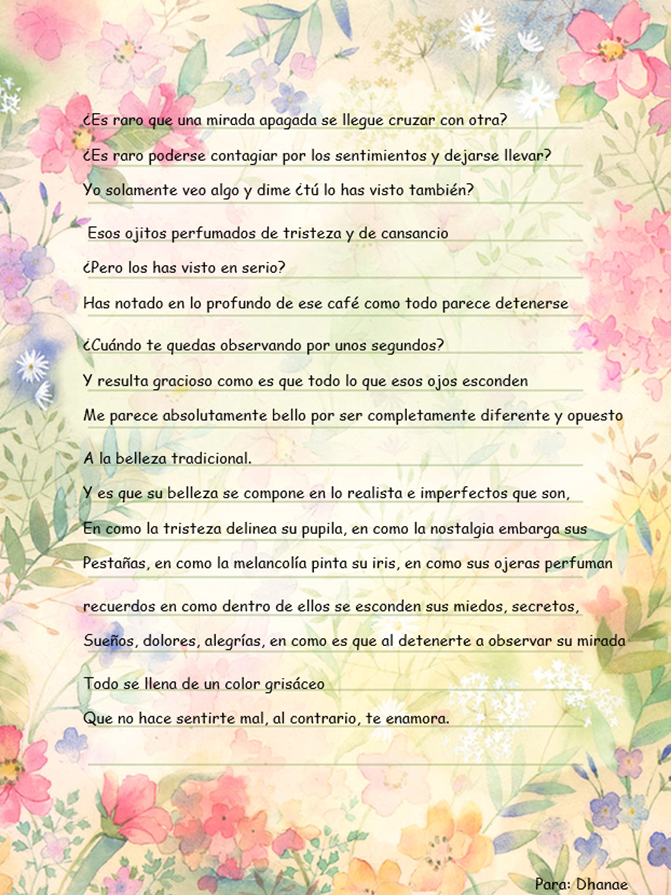 ¿Es raro que una mirada apagada se llegue cruzar con otra?
¿Es raro poderse contagiar por los sentimientos y dejarse llevar?
Yo solamente veo algo y dime ¿tú lo has visto también?
Esos ojitos perfumados de tristeza y de cansancio
¿Pero los has visto en serio?
Has notado en lo profundo de ese café como todo parece detenerse
¿Cuándo te quedas observando por unos segundos?
Y resulta gracioso como es que todo lo que esos ojos esconden
Me parece absolutamente bello por ser completamente diferente y opuesto
A la belleza tradicional.
Y es que su belleza se compone en lo realista e imperfectos que son,
En como la tristeza delinea su pupila, en como la nostalgia embarga sus
Pestañas, en como la melancolía pinta su iris, en como sus ojeras perfuman
recuerdos en como dentro de ellos se esconden sus miedos, secretos,
Sueños, dolores, alegrías, en como es que al detenerte a observar su mirada
Todo se llena de un color grisáceo
Que no hace sentirte mal, al contrario, te enamora.
Para: Dhanae